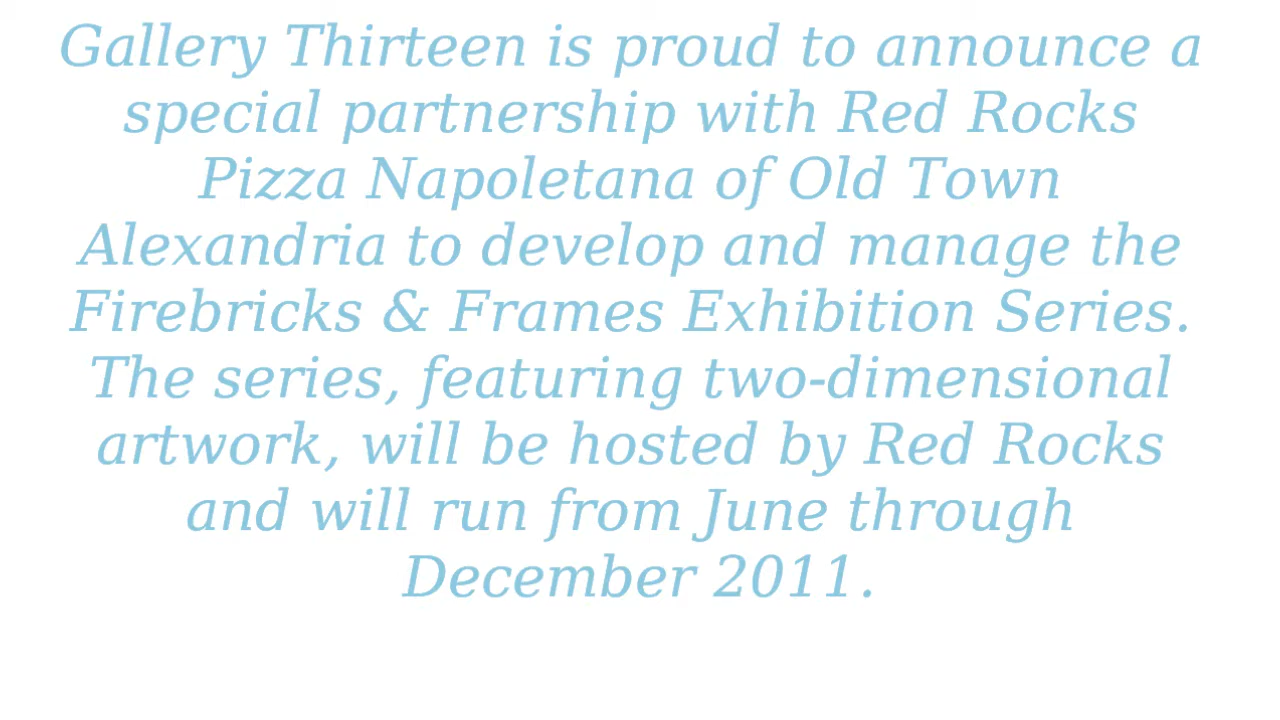 Gallery Thirteen is proud to announce a
special partnership with Red Rocks
Pizza Napoletana of Old Town
Alexandria to develop and manage the
Firebricks & Frames Exhibition Series.
The series, featuring two-dimensional
artwork, will be hosted by Red Rocks
and will run from June through
December 2011.